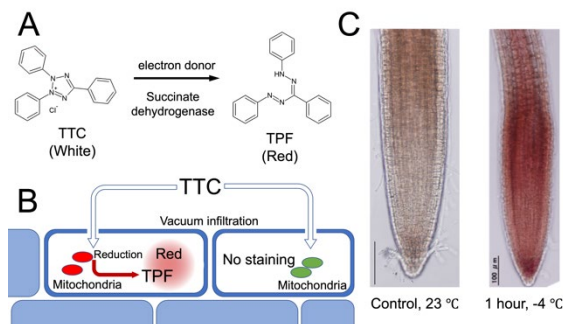 A
electron donor
Succinate
dehydrogenase
N
N
N
N+
Cl-
TTC
(White)
HN
N
N=N
TPF
(Red)
B
TTC
Vacuum infiltration
Reduction
Red
TPF
Mitochondria
No staining
Mitochondria
C
100 μm
Control, 23 ℃
1 hour, -4 ℃